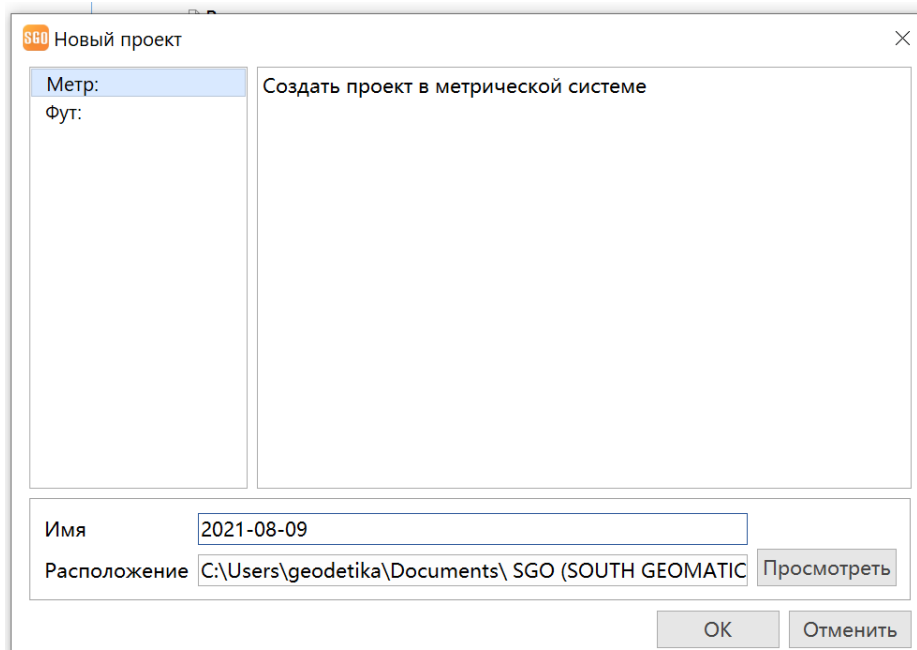 SGO Новый проект
Метр:
Создать проект в метрической системе
Фут:
Имя
2021-08-09
Расположение
C:\Users\geodetika\Documents\ SGO (SOUTH GEOMATIC
Просмотреть
ОК
Отменить